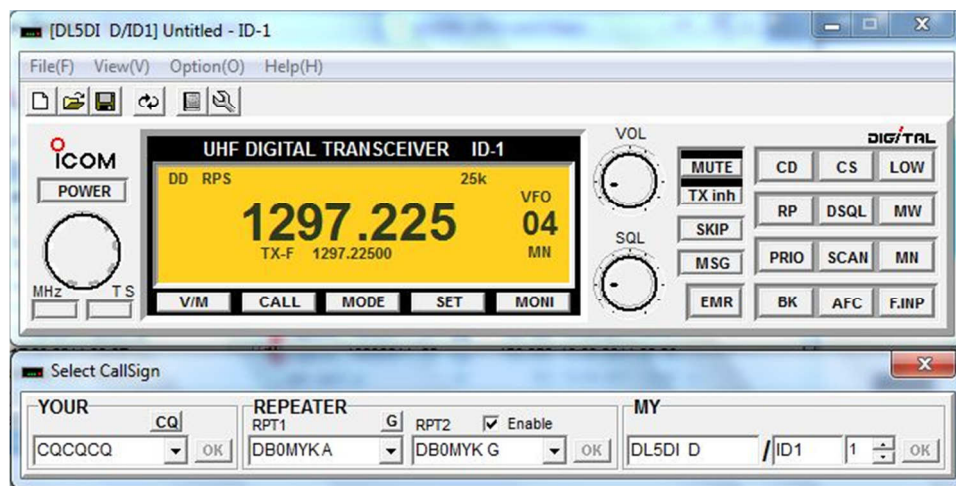 [DL5DI D/ID1] Untitled - ID-1
File(F) View(V) Option(O) Help(H)
ICOM
POWER
MHz TS
UHF DIGITAL TRANSCEIVER ID-1
DD RPS 25k
1297.225
VFO
04
TX-F 1297.22500 MN
V/M CALL MODE SET MONI
VOL
SQL
MUTE
TX inh
SKIP
MSG
EMR
DIGITAL
CD CS LOW
RP DSQL MW
PRIO SCAN MN
BK AFC F.INP
Select CallSign
YOUR
CQ
CQCQCQ OK
REPEATER
RPT1 G RPT2 Enable
DB0MYK A DB0MYK G OK
MY
DL5DI D / ID1 1 OK